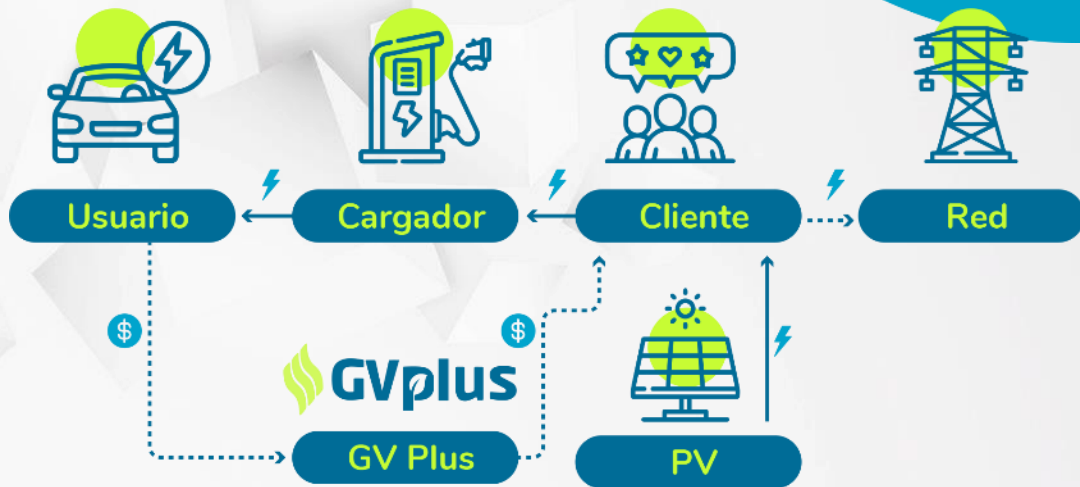 Usuario
Cargador
Cliente
Red
$
$
GVplus
GV Plus
PV